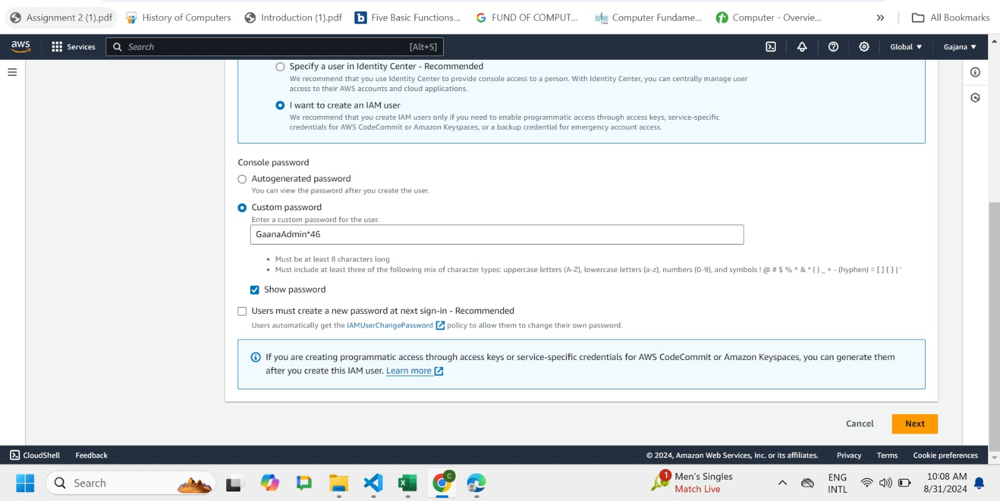 Assignment 2 (1).pdf History of Computers Introduction (1).pdf Five Basic Functions... FUND OF COMPUT... Computer Fundame... Computer - Overvie... » All Bookmarks
aws Services Search [Alt+S] Global ▼ Gajana ▼
Specify a user in Identity Center - Recommended
We recommend that you use Identity Center to provide console access to a person. With Identity Center, you can centrally manage user
access to their AWS accounts and cloud applications.
I want to create an IAM user
We recommend that you create IAM users only if you need to enable programmatic access through access keys, service-specific
credentials for AWS CodeCommit or Amazon Keyspaces, or a backup credential for emergency account access.
Console password
Autogenerated password
You can view the password after you create the user.
Custom password
Enter a custom password for the user.
GaanaAdmin*46
• Must be at least 8 characters long
• Must include at least three of the following mix of character types: uppercase letters (A-Z), lowercase letters (a-z), numbers (0-9), and symbols ! @ # $ % ^ & * ( ) _ + - (hyphen) = [ ] { } | '
Show password
Users must create a new password at next sign-in - Recommended
Users automatically get the IAMUserChangePassword policy to allow them to change their own password.
If you are creating programmatic access through access keys or service-specific credentials for AWS CodeCommit or Amazon Keyspaces, you can generate them
after you create this IAM user. Learn more
Cancel Next
CloudShell Feedback © 2024, Amazon Web Services, Inc. or its affiliates. Privacy Terms Cookie preferences
Search 1 Men's Singles ENG 10:08 AM
Match Live INTL 8/31/2024